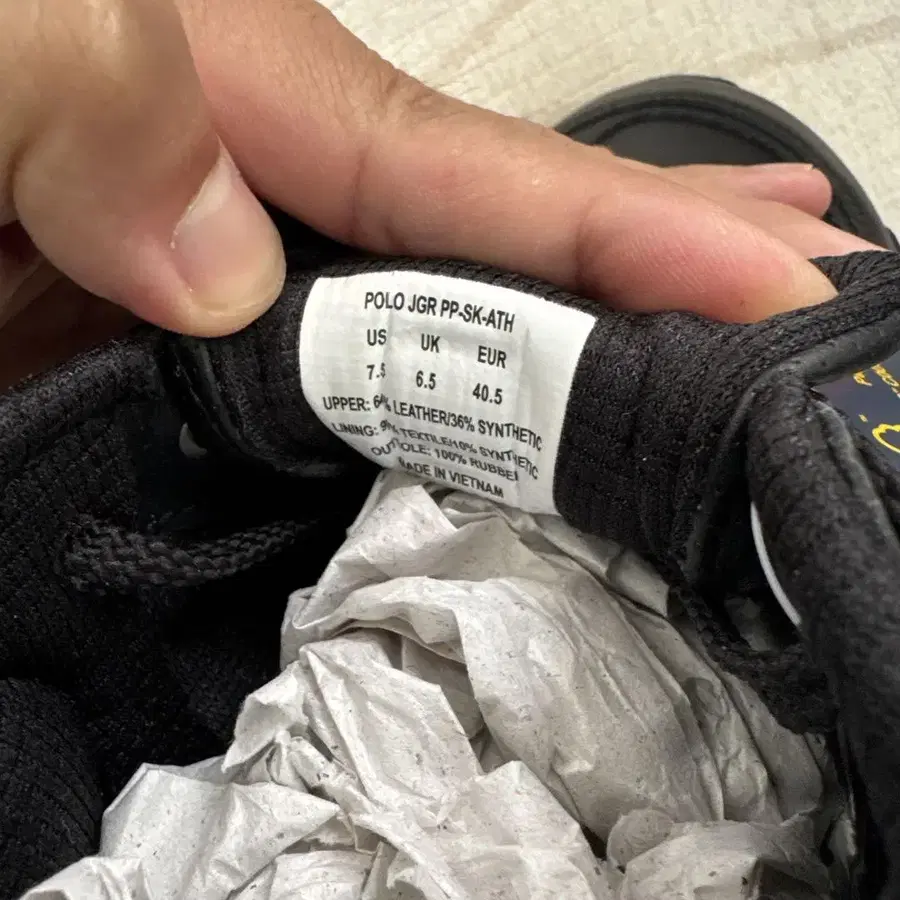 POLO JGR PP-SK-ATH
US UK EUR
7.5 6.5 40.5
UPPER: 64% LEATHER/36% SYNTHETIC
LINING: 90% TEXTILE/10% SYNTHETIC
OUTSOLE: 100% RUBBER
MADE IN VIETNAM